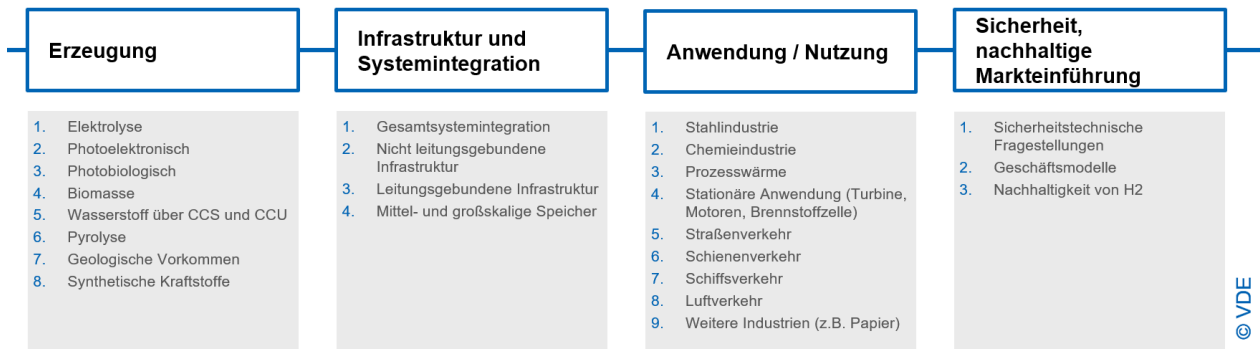 Erzeugung
1. Elektrolyse
2. Photoelektronisch
3. Photobiologisch
4. Biomasse
5. Wasserstoff über CCS und CCU
6. Pyrolyse
7. Geologische Vorkommen
8. Synthetische Kraftstoffe
Infrastruktur und
Systemintegration
1. Gesamtsystemintegration
2. Nicht leitungsgebundene
Infrastruktur
3. Leitungsgebundene Infrastruktur
4. Mittel- und großskalige Speicher
Anwendung / Nutzung
1. Stahlindustrie
2. Chemieindustrie
3. Prozesswärme
4. Stationäre Anwendung (Turbine,
Motoren, Brennstoffzelle)
5. Straßenverkehr
6. Schienenverkehr
7. Schiffsverkehr
8. Luftverkehr
9. Weitere Industrien (z.B. Papier)
Sicherheit,
nachhaltige
Markteinführung
1. Sicherheitstechnische
Fragestellungen
2. Geschäftsmodelle
3. Nachhaltigkeit von H2
© VDE